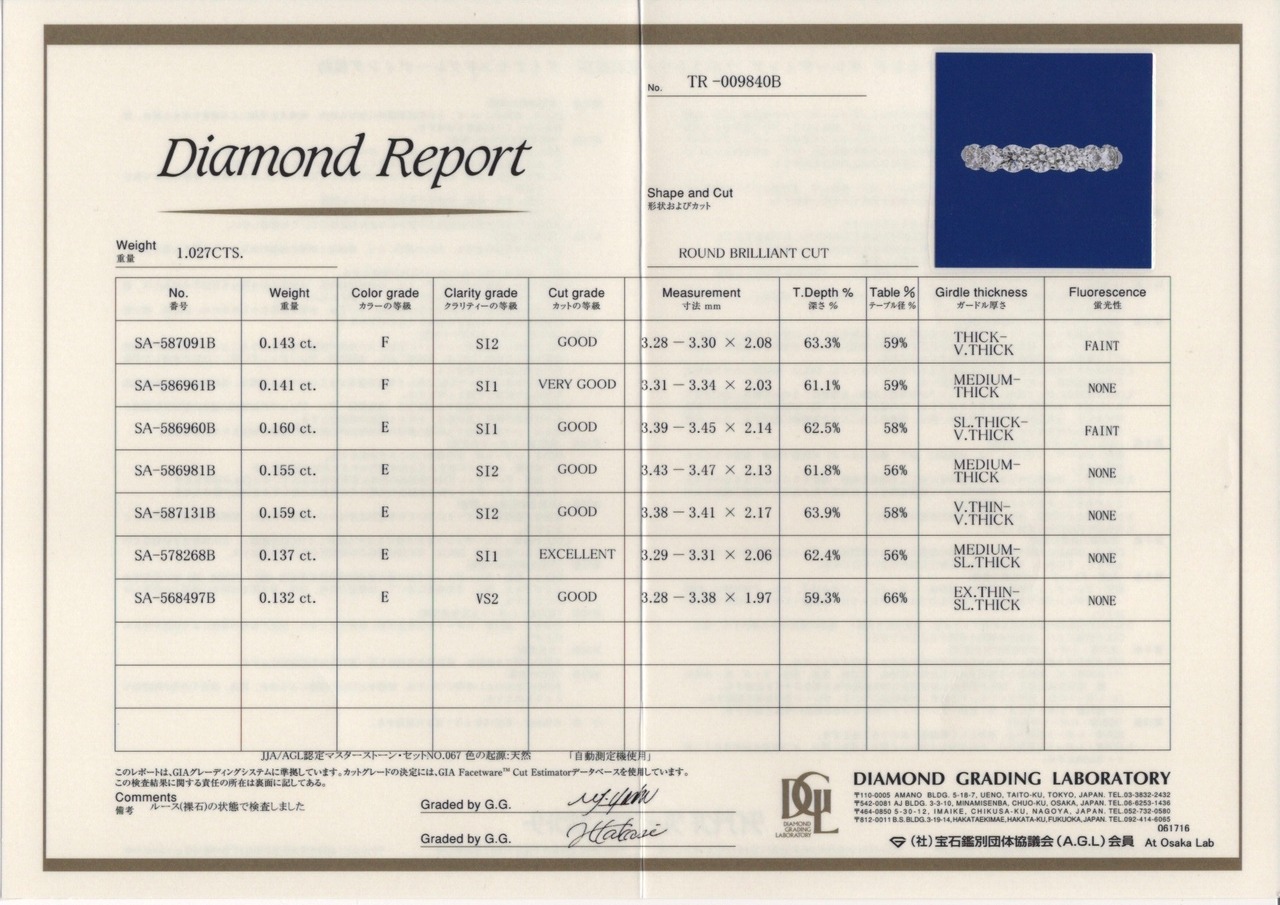 No. TR-009840B
Diamond Report
Shape and Cut
形状およびカット
Weight
重量 1.027CTS.
ROUND BRILLIANT CUT
No. Weight Color grade Clarity grade Cut grade Measurement T.Depth % Table % Girdle thickness Fluorescence
番号 重量 カラーの等級 クラリティーの等級 カットの等級 寸法 mm 深さ % テーブル径 % ガードル厚さ 蛍光性
SA-587091B 0.143 ct. F SI2 GOOD 3.28 − 3.30 × 2.08 63.3% 59% THICK-
V.THICK FAINT
SA-586961B 0.141 ct. F SI1 VERY GOOD 3.31 − 3.34 × 2.03 61.1% 59% MEDIUM-
THICK NONE
SA-586960B 0.160 ct. E SI1 GOOD 3.39 − 3.45 × 2.14 62.5% 58% SL.THICK-
V.THICK FAINT
SA-586981B 0.155 ct. E SI2 GOOD 3.43 − 3.47 × 2.13 61.8% 56% MEDIUM-
THICK NONE
SA-587131B 0.159 ct. E SI2 GOOD 3.38 − 3.41 × 2.17 63.9% 58% V.THIN-
V.THICK NONE
SA-578268B 0.137 ct. E SI1 EXCELLENT 3.29 − 3.31 × 2.06 62.4% 56% MEDIUM-
SL.THICK NONE
SA-568497B 0.132 ct. E VS2 GOOD 3.28 − 3.38 × 1.97 59.3% 66% EX.THIN-
SL.THICK NONE
JJA/AGL認定マスターストーン・セットNO.067 色の起源:天然 「自動測定機使用」
このレポートは、GIAグレーディングシステムに準拠しています。カットグレードの決定には、GIA Facetware™ Cut Estimatorデータベースを使用しています。
この検査結果に関する責任の所在は裏面に記してある。
Comments
備考 ルース(裸石)の状態で検査しました
Graded by G.G.
Graded by G.G.
DGL
DIAMOND
GRADING
LABORATORY
DIAMOND GRADING LABORATORY
〒110-0005 AMANO BLDG. 5-18-7, UENO, TAITO-KU, TOKYO, JAPAN. TEL.03-3832-2432
〒542-0081 AJ BLDG. 3-3-10, MINAMISENBA, CHUO-KU, OSAKA, JAPAN. TEL.06-6253-1436
〒464-0850 5-30-12, IMAIKE, CHIKUSA-KU, NAGOYA, JAPAN. TEL.052-732-0580
〒812-0011 B.S.BLDG.3-19-14,HAKATAEKIMAE,HAKATA-KU,FUKUOKA,JAPAN. TEL.092-414-6065
061716
(社)宝石鑑別団体協議会(A.G.L)会員 At Osaka Lab